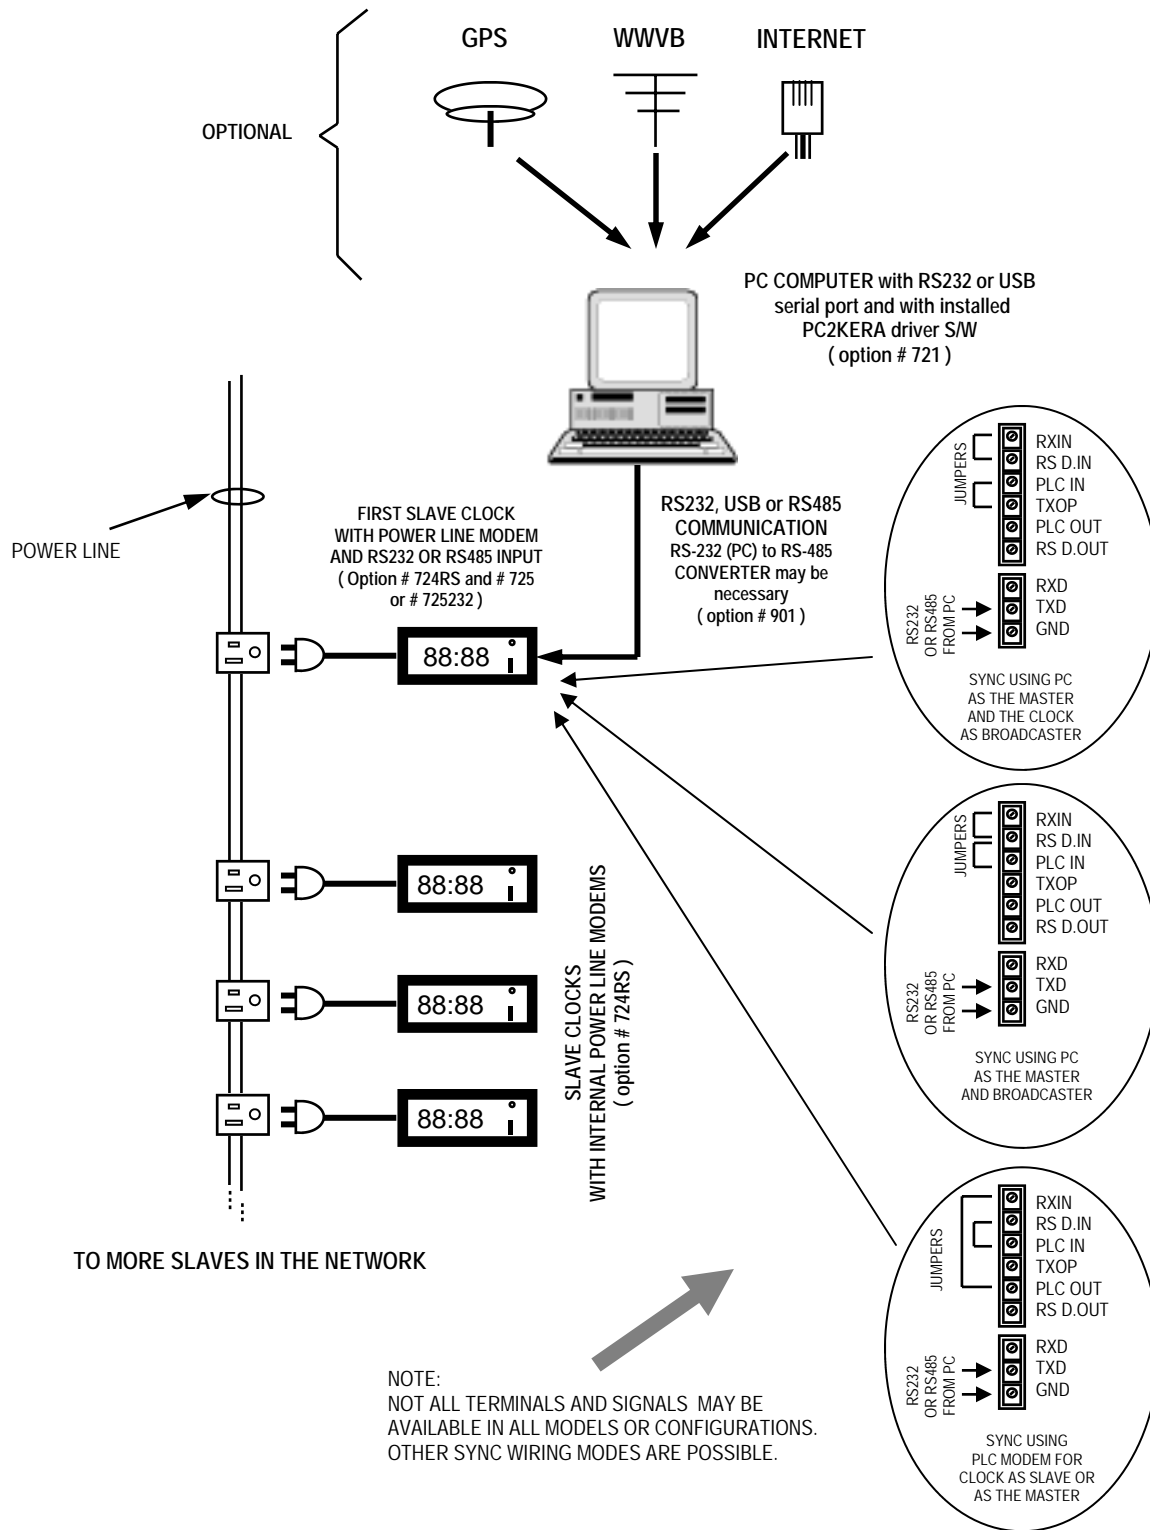 GPS
WWVB
INTERNET
OPTIONAL
PC COMPUTER with RS232 or USB
serial port and with installed
PC2KERA driver S/W
( option # 721 )
POWER LINE
FIRST SLAVE CLOCK
WITH POWER LINE MODEM
AND RS232 OR RS485 INPUT
( Option # 724RS and # 725
or # 725232 )
RS232, USB or RS485
COMMUNICATION
RS-232 (PC) to RS-485
CONVERTER may be
necessary
( option # 901 )
88:88
88:88
88:88
88:88
SLAVE CLOCKS
WITH INTERNAL POWER LINE MODEMS
( option # 724RS )
TO MORE SLAVES IN THE NETWORK
JUMPERS
RXIN
RS D.IN
PLC IN
TXOP
PLC OUT
RS D.OUT
RS232
OR RS485
FROM PC
RXD
TXD
GND
SYNC USING PC
AS THE MASTER
AND THE CLOCK
AS BROADCASTER
JUMPERS
RXIN
RS D.IN
PLC IN
TXOP
PLC OUT
RS D.OUT
RS232
OR RS485
FROM PC
RXD
TXD
GND
SYNC USING PC
AS THE MASTER
AND BROADCASTER
JUMPERS
RXIN
RS D.IN
PLC IN
TXOP
PLC OUT
RS D.OUT
RS232
OR RS485
FROM PC
RXD
TXD
GND
SYNC USING
PLC MODEM FOR
CLOCK AS SLAVE OR
AS THE MASTER
NOTE:
NOT ALL TERMINALS AND SIGNALS MAY BE
AVAILABLE IN ALL MODELS OR CONFIGURATIONS.
OTHER SYNC WIRING MODES ARE POSSIBLE.